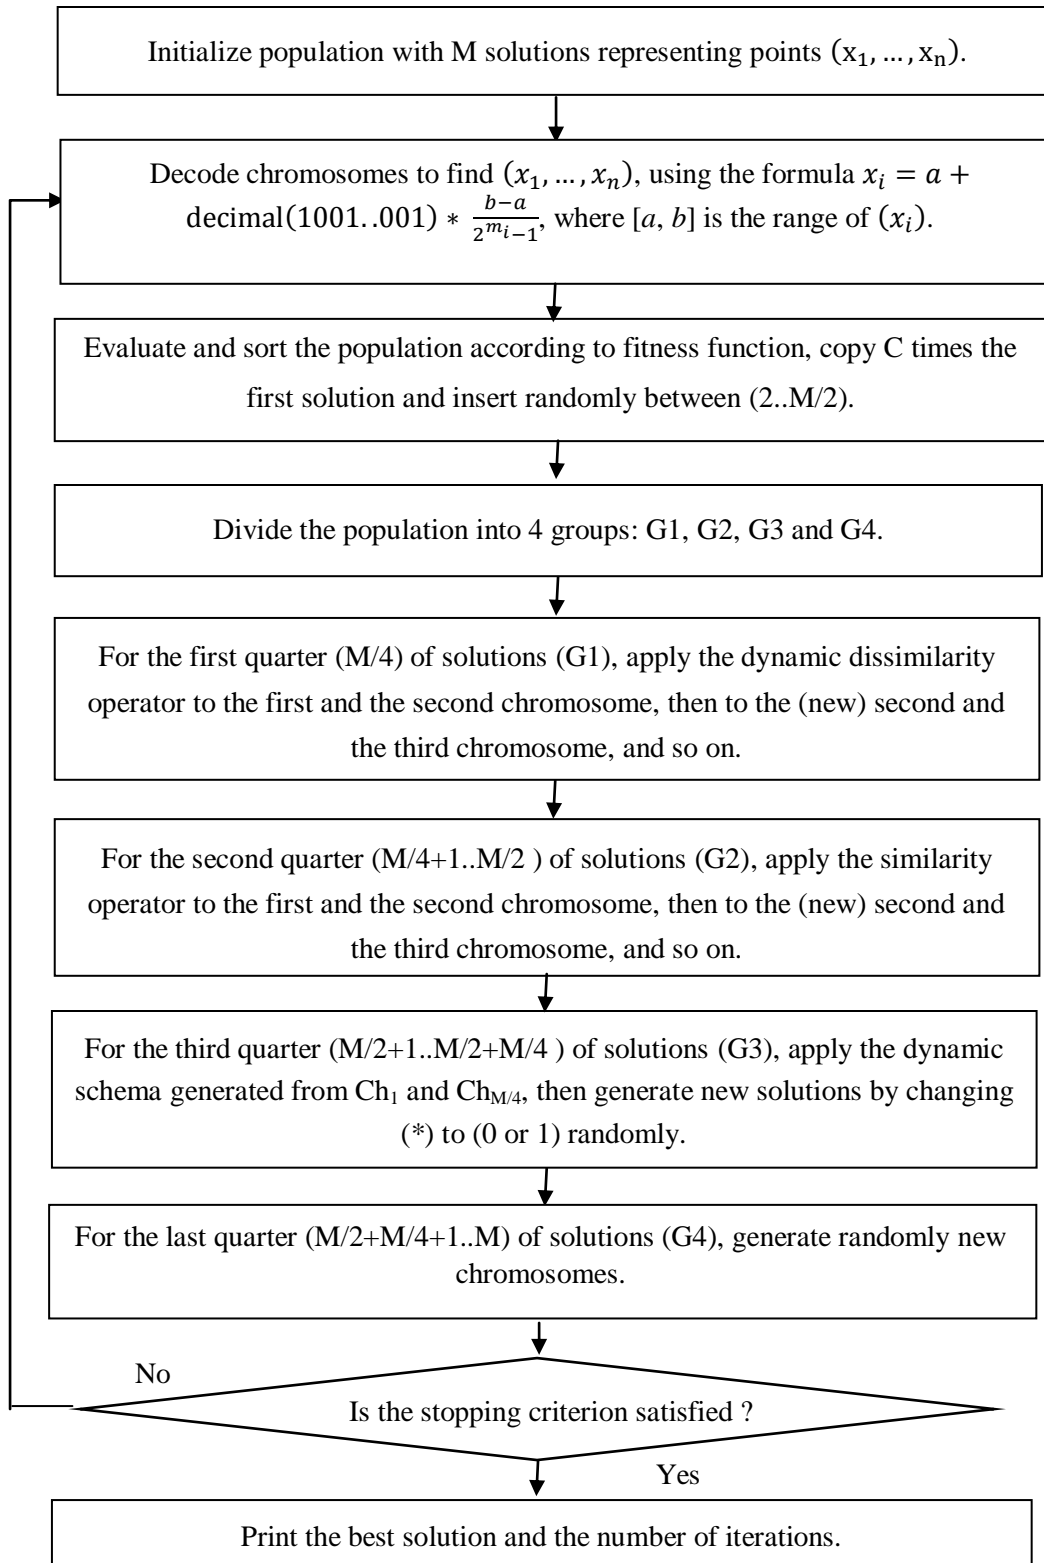 Initialize population with M solutions representing points (x₁, … , xₙ).
Decode chromosomes to find (x₁, … , xₙ), using the formula xᵢ = a +
decimal(1001. .001) * (b−a)/(2^mᵢ−1), where [a, b] is the range of (xᵢ).
Evaluate and sort the population according to fitness function, copy C times the
first solution and insert randomly between (2..M/2).
Divide the population into 4 groups: G1, G2, G3 and G4.
For the first quarter (M/4) of solutions (G1), apply the dynamic dissimilarity
operator to the first and the second chromosome, then to the (new) second and
the third chromosome, and so on.
For the second quarter (M/4+1..M/2 ) of solutions (G2), apply the similarity
operator to the first and the second chromosome, then to the (new) second and
the third chromosome, and so on.
For the third quarter (M/2+1..M/2+M/4 ) of solutions (G3), apply the dynamic
schema generated from Ch₁ and Ch_M/4, then generate new solutions by changing
(*) to (0 or 1) randomly.
For the last quarter (M/2+M/4+1..M) of solutions (G4), generate randomly new
chromosomes.
No
Is the stopping criterion satisfied ?
Yes
Print the best solution and the number of iterations.